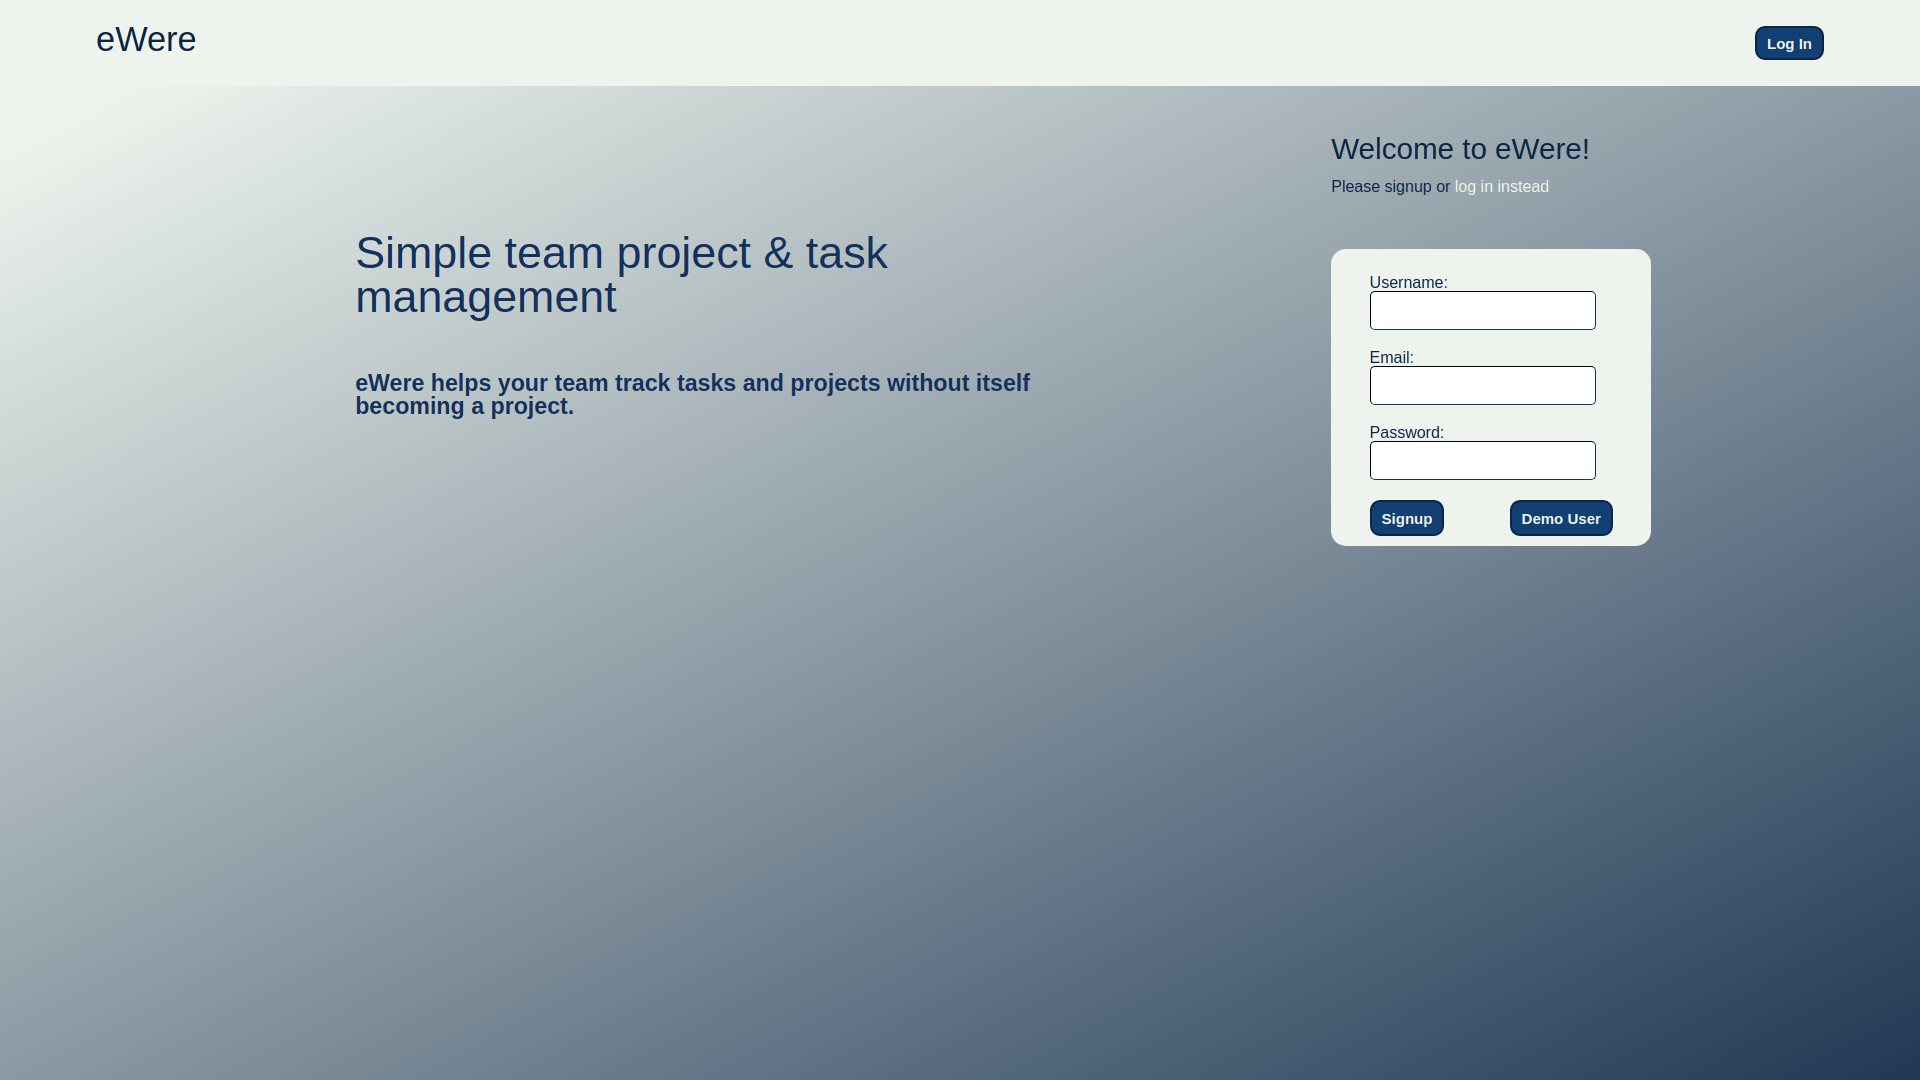 eWere
Log In
Welcome to eWere!
Please signup or log in instead
Simple team project & task
management
eWere helps your team track tasks and projects without itself
becoming a project.
Username:
Email:
Password:
Signup
Demo User